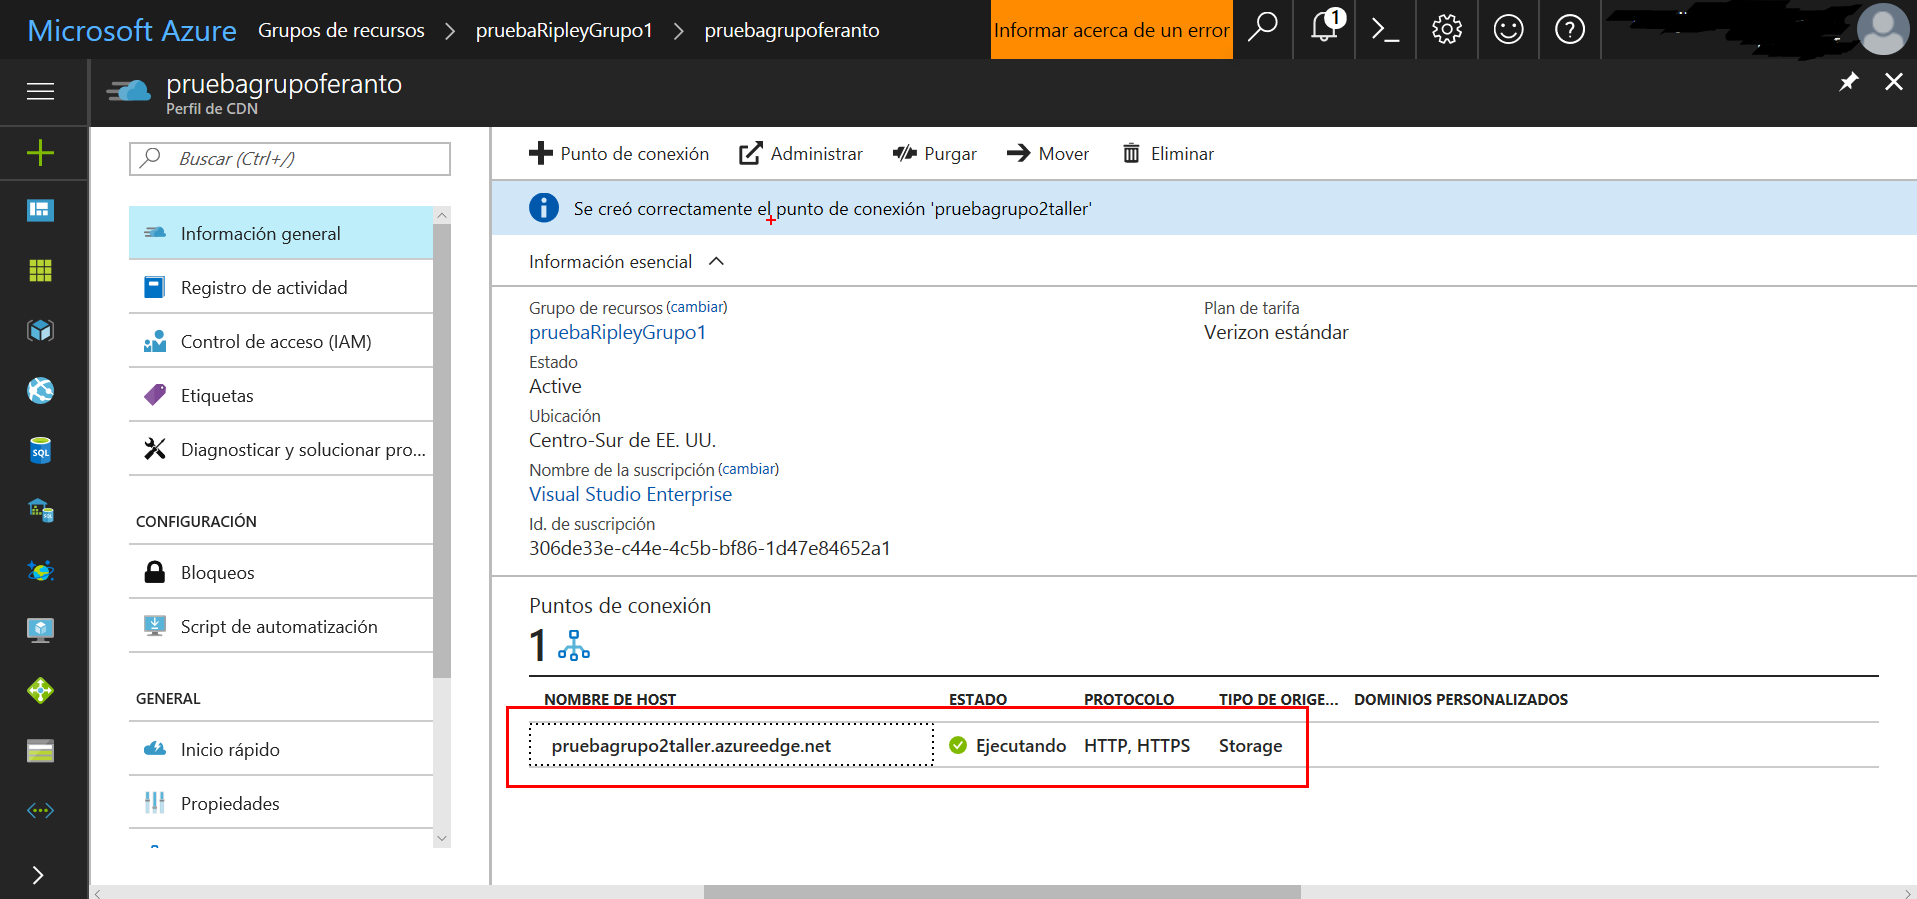 Microsoft Azure Grupos de recursos > pruebaRipleyGrupo1 > pruebagrupoferanto Informar acerca de un error 1
pruebagrupoferanto
Perfil de CDN
Buscar (Ctrl+/)
Información general
Registro de actividad
Control de acceso (IAM)
Etiquetas
Diagnosticar y solucionar pro...
CONFIGURACIÓN
Bloqueos
Script de automatización
GENERAL
Inicio rápido
Propiedades
Punto de conexión Administrar Purgar Mover Eliminar
Se creó correctamente el punto de conexión 'pruebagrupo2taller'
Información esencial
Grupo de recursos (cambiar)
pruebaRipleyGrupo1
Estado
Active
Ubicación
Centro-Sur de EE. UU.
Nombre de la suscripción (cambiar)
Visual Studio Enterprise
Id. de suscripción
306de33e-c44e-4c5b-bf86-1d47e84652a1
Plan de tarifa
Verizon estándar
Puntos de conexión
1
NOMBRE DE HOST ESTADO PROTOCOLO TIPO DE ORIGE... DOMINIOS PERSONALIZADOS
pruebagrupo2taller.azureedge.net Ejecutando HTTP, HTTPS Storage